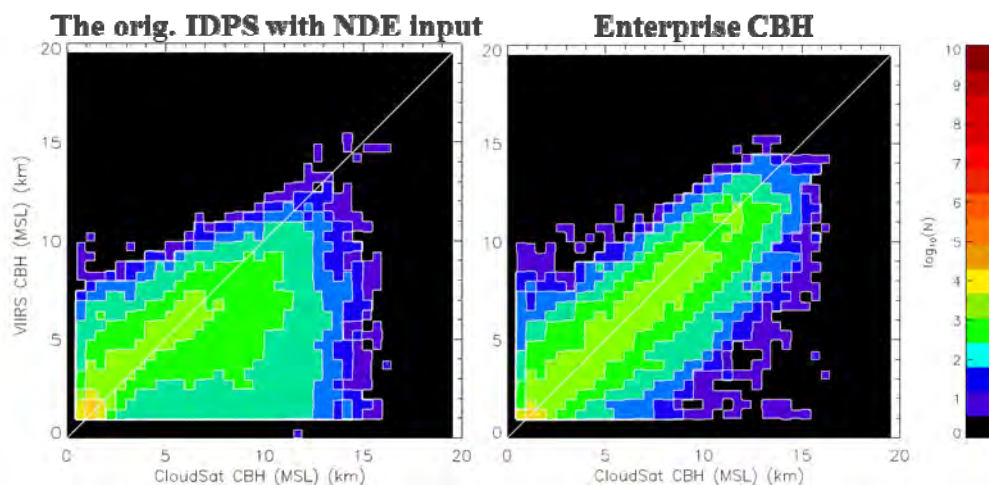 The orig. IDPS with NDE input
Enterprise CBH
20
15
10
5
0
VIIRS CBH (MSL) (km)
0 5 10 15 20
CloudSat CBH (MSL) (km)
20
15
10
5
0
0 5 10 15 20
CloudSat CBH (MSL) (km)
10
9
8
7
6
5
4
3
2
1
0
log₁₀(N)